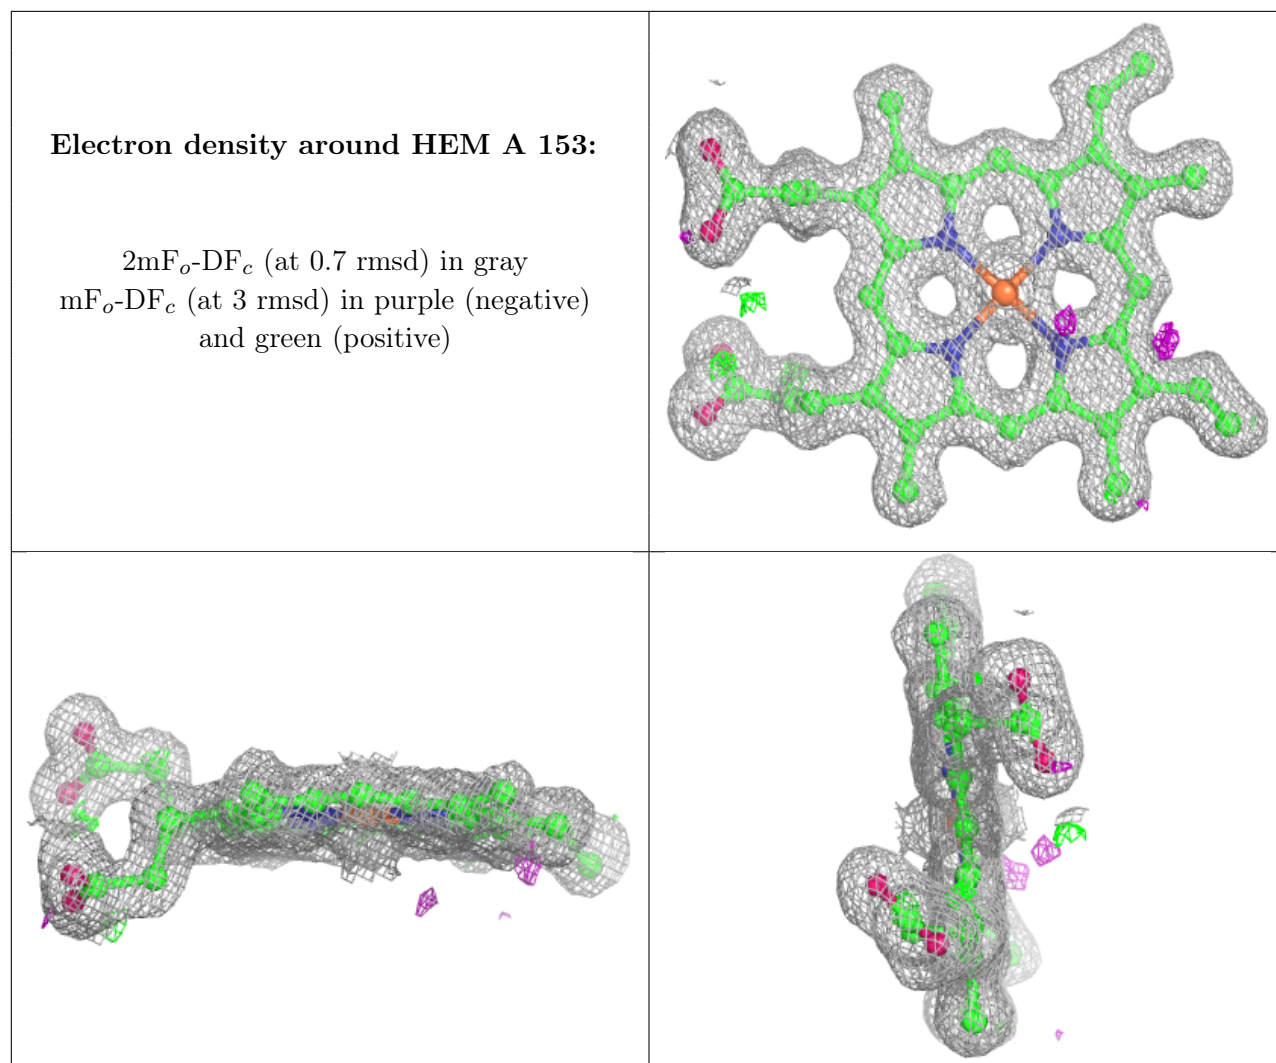 Electron density around HEM A 153:
2mFo-DFc (at 0.7 rmsd) in gray
mFo-DFc (at 3 rmsd) in purple (negative)
and green (positive)